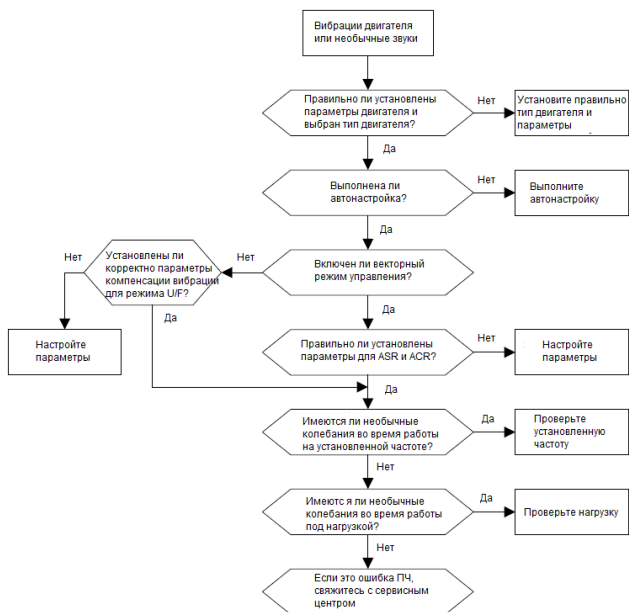 Вибрации двигателя
или необычные звуки
Правильно ли установлены
параметры двигателя и
выбран тип двигателя?
Нет
Установите правильно
тип двигателя и
параметры
Да
Выполнена ли
автонастройка?
Нет
Выполните
автонастройку
Да
Включен ли векторный
режим управления?
Нет
Установлены ли
корректно параметры
компенсации вибрации
для режима U/F?
Нет
Настройте
параметры
Да
Да
Правильно ли установлены
параметры для ASR и ACR?
Нет
Настройте
параметры
Да
Имеются ли необычные
колебания во время работы
на установленной частоте?
Да
Проверьте
установленную
частоту
Нет
Имеютс я ли необычные
колебания во время работы
под нагрузкой?
Да
Проверьте нагрузку
Нет
Если это ошибка ПЧ,
свяжитесь с сервисным
центром